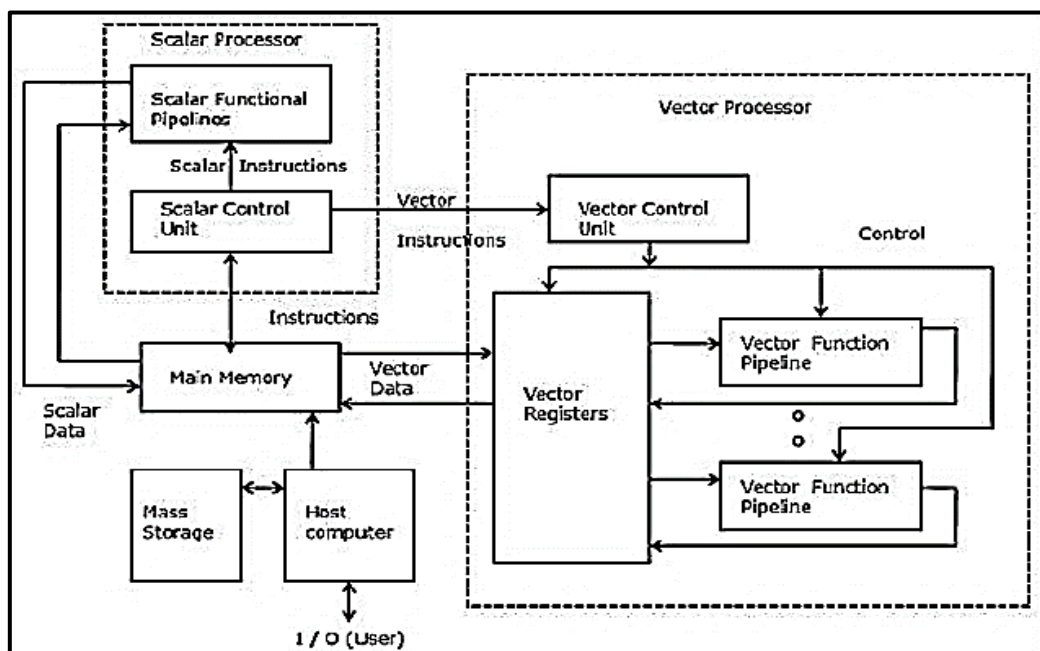 Scalar Processor
Scalar Functional
Pipelines
Scalar Instructions
Scalar Control
Unit
Instructions
Main Memory
Scalar
Data
Mass
Storage
Host
computer
I / O (User)
Vector
Instructions
Vector
Data
Vector Processor
Vector Control
Unit
Control
Vector
Registers
Vector Function
Pipeline
Vector Function
Pipeline